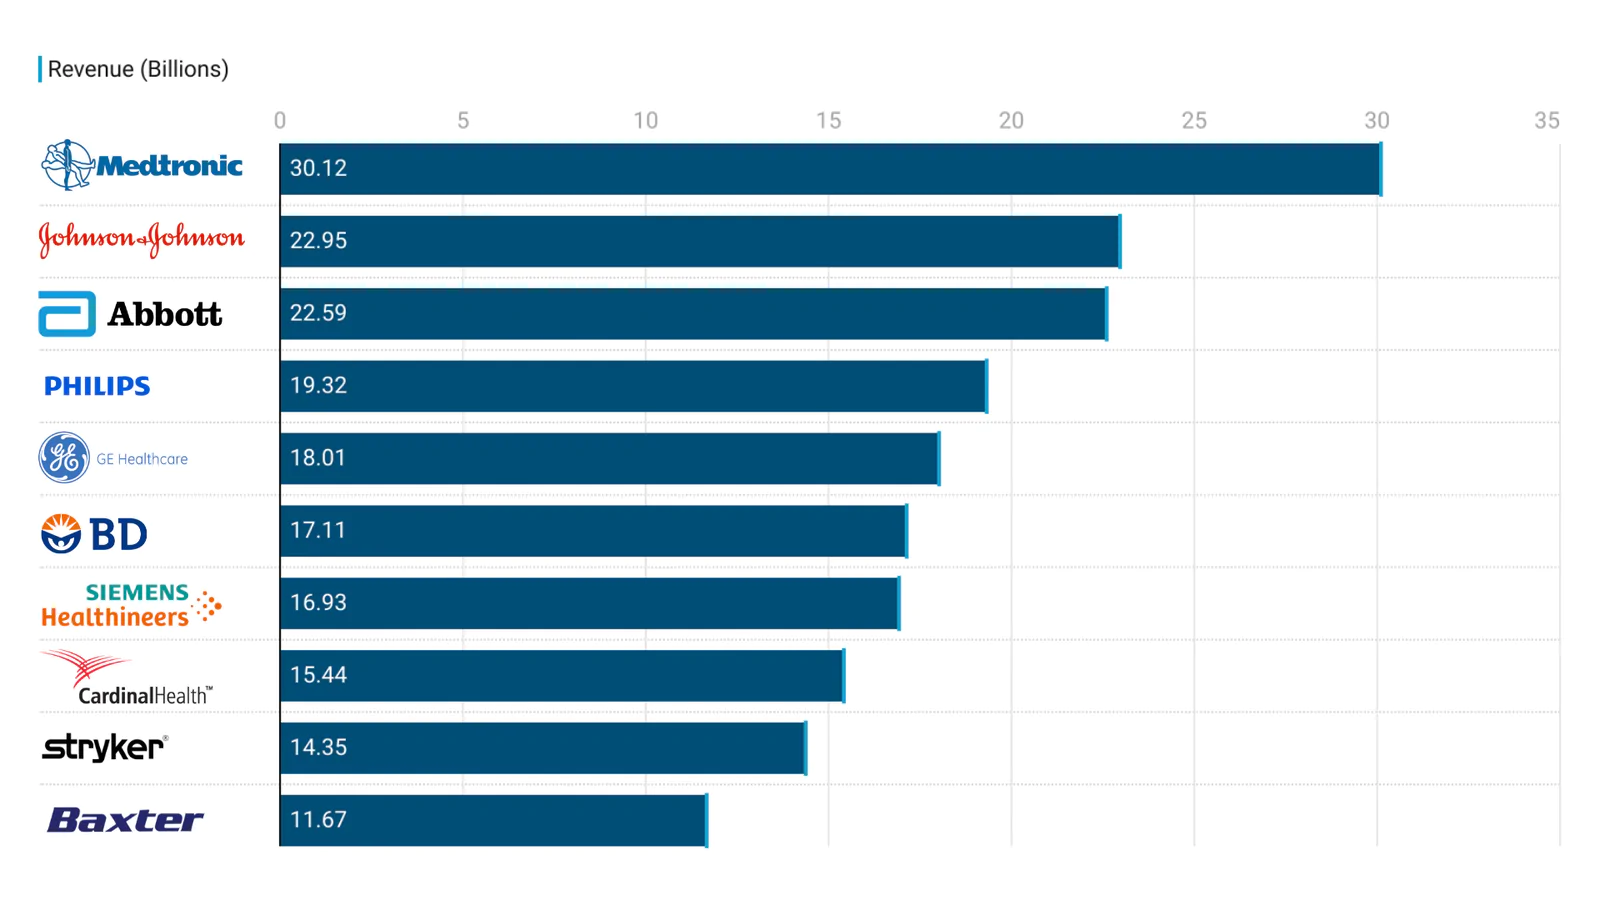 Revenue (Billions)
0 5 10 15 20 25 30 35
Medtronic 30.12
Johnson & Johnson 22.95
Abbott 22.59
PHILIPS 19.32
GE Healthcare 18.01
BD 17.11
SIEMENS
Healthineers 16.93
CardinalHealth™ 15.44
stryker® 14.35
Baxter 11.67